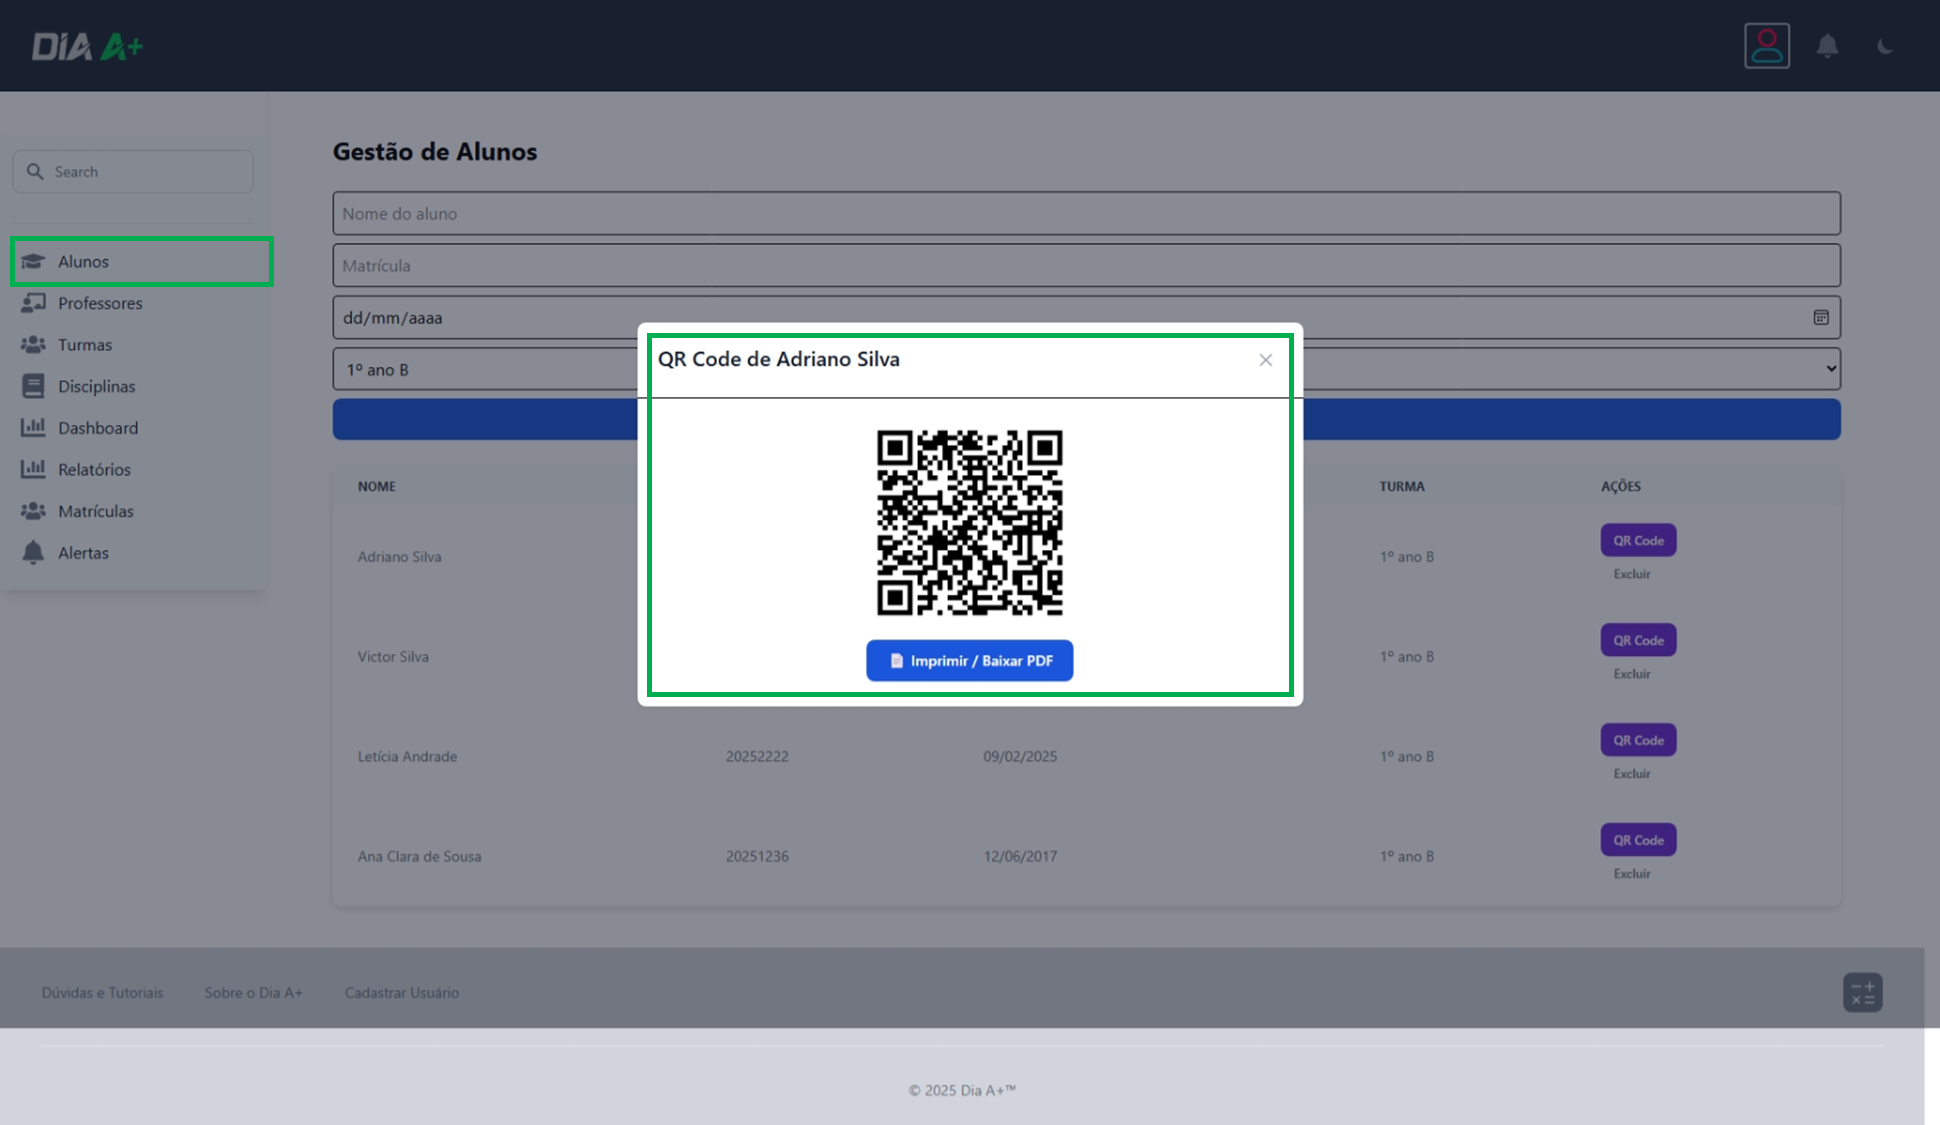 DIA A+
Search
Alunos
Professores
Turmas
Disciplinas
Dashboard
Relatórios
Matrículas
Alertas
Gestão de Alunos
Nome do aluno
Matrícula
dd/mm/aaaa
1º ano B
QR Code de Adriano Silva
×
Imprimir / Baixar PDF
NOME TURMA AÇÕES
Adriano Silva 1º ano B QR Code
Excluir
Victor Silva 1º ano B QR Code
Excluir
Letícia Andrade 20252222 09/02/2025 1º ano B QR Code
Excluir
Ana Clara de Sousa 20251236 12/06/2017 1º ano B QR Code
Excluir
Dúvidas e Tutoriais Sobre o Dia A+ Cadastrar Usuário
© 2025 Dia A+™